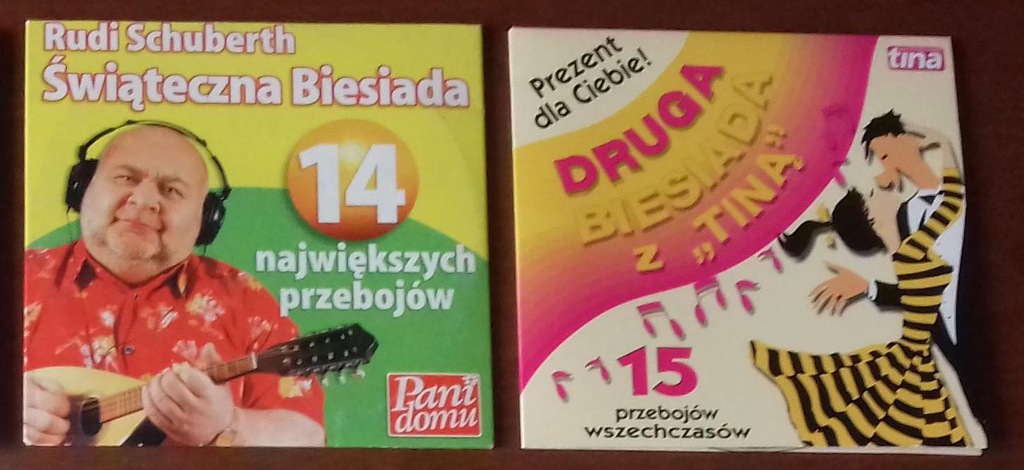 Rudi Schuberth
Świąteczna Biesiada
14
największych
przebojów
Pani
domu
Prezent
dla Ciebie!
tina
DRUGA
BIESIADA
z „TINĄ"
15
przebojów
wszechczasów